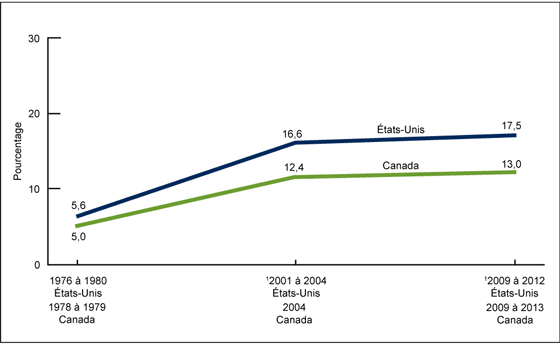 30
20
10
0
Pourcentage
5,6
5,0
16,6
12,4
États-Unis
Canada
17,5
13,0
1976 à 1980
États-Unis
1978 à 1979
Canada
¹2001 à 2004
États-Unis
2004
Canada
¹2009 à 2012
États-Unis
2009 à 2013
Canada